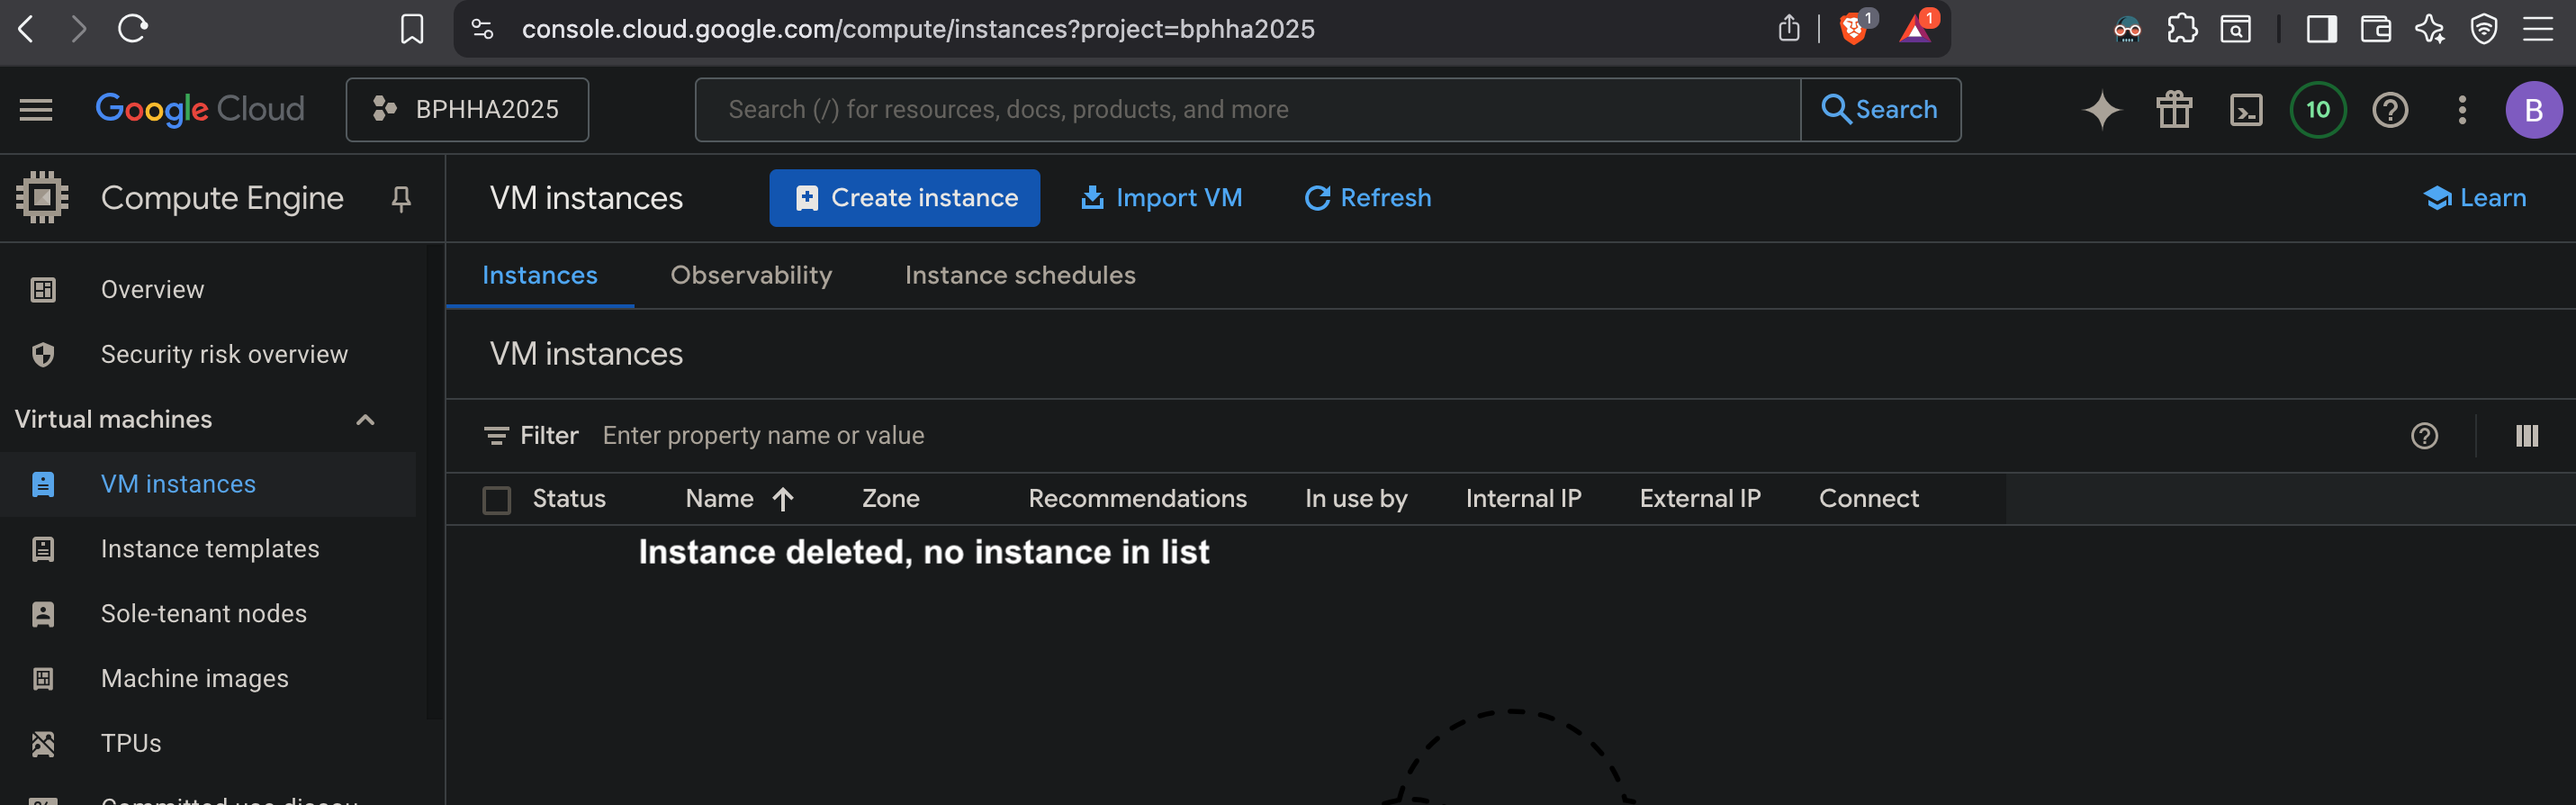 console.cloud.google.com/compute/instances?project=bphha2025
1
1
Google Cloud
BPHHA2025
Search (/) for resources, docs, products, and more
Search
10
B
Compute Engine
VM instances
Create instance
Import VM
Refresh
Learn
Overview
Security risk overview
Virtual machines
VM instances
Instance templates
Sole-tenant nodes
Machine images
TPUs
Instances
Observability
Instance schedules
VM instances
Filter
Enter property name or value
Status
Name
Zone
Recommendations
In use by
Internal IP
External IP
Connect
Instance deleted, no instance in list